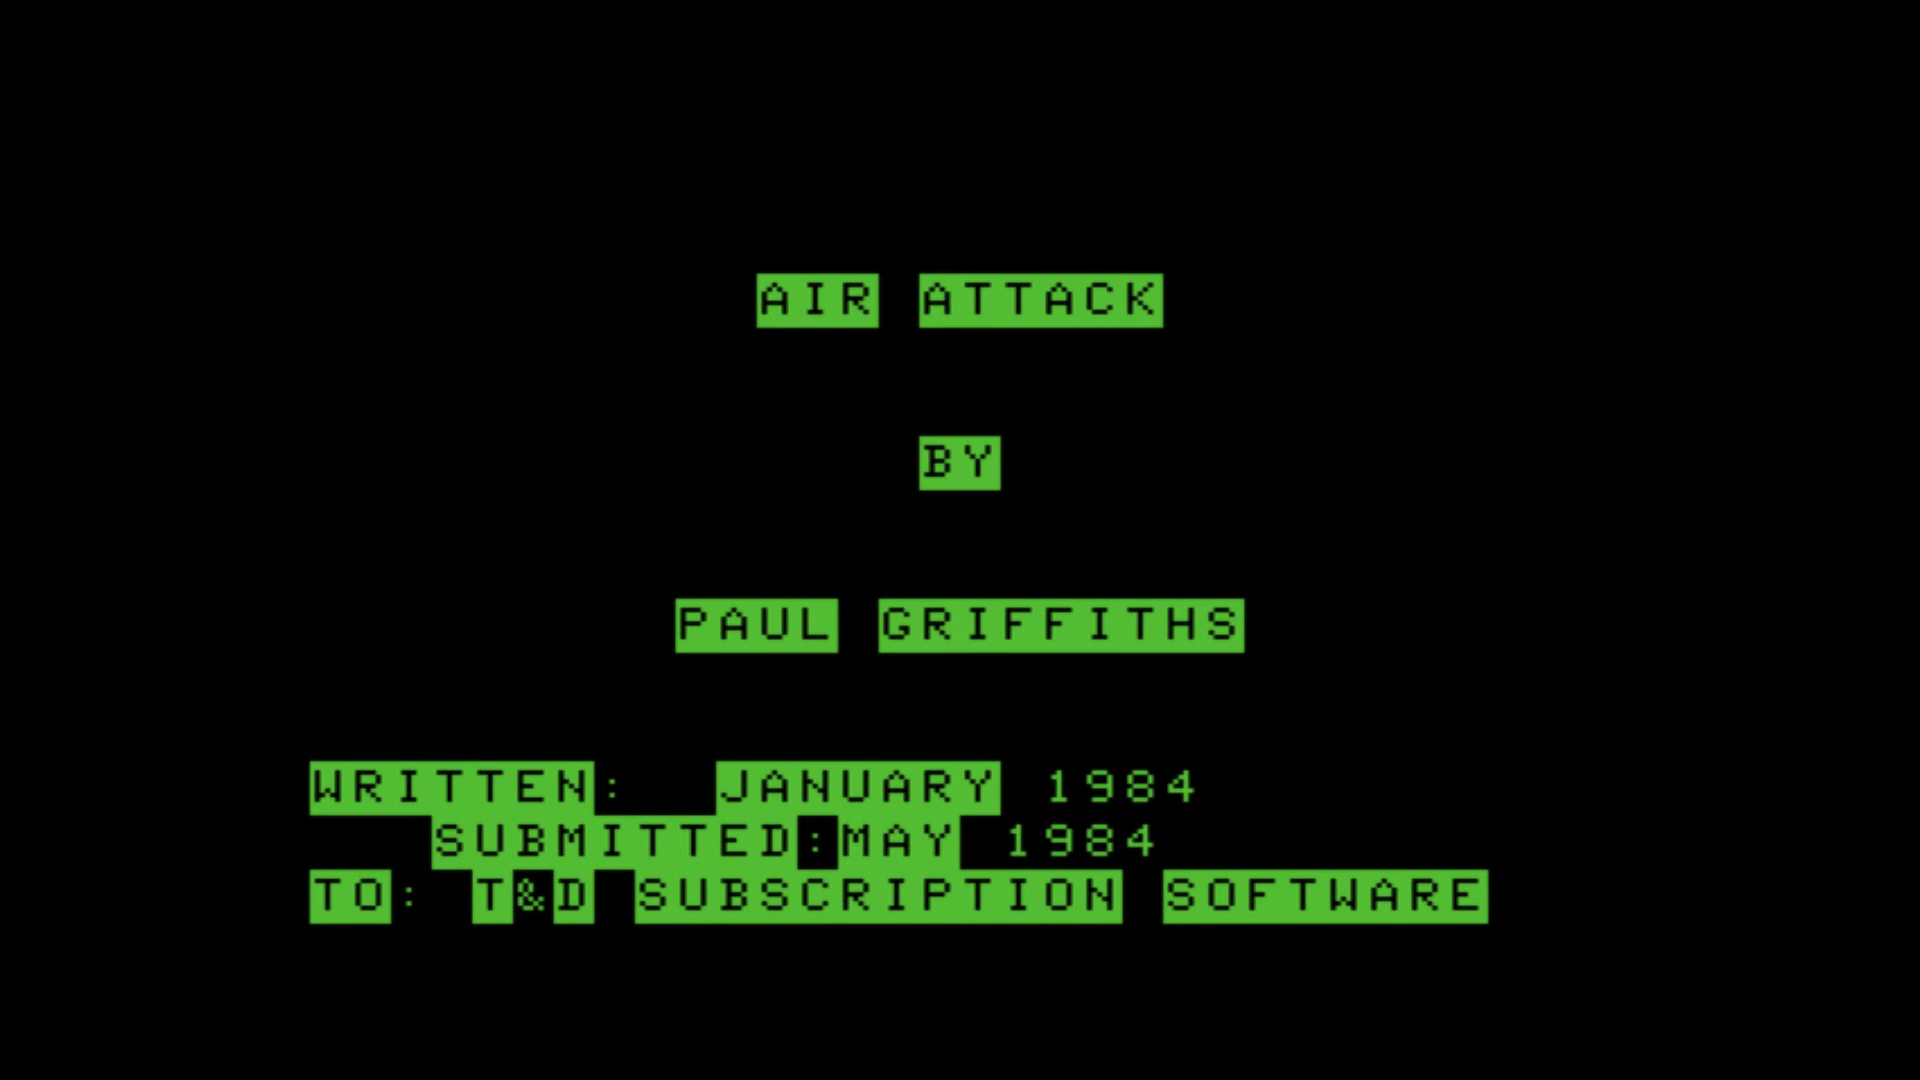 AIR ATTACK
BY
PAUL GRIFFITHS
WRITTEN: JANUARY 1984
SUBMITTED:MAY 1984
TO: T&D SUBSCRIPTION SOFTWARE